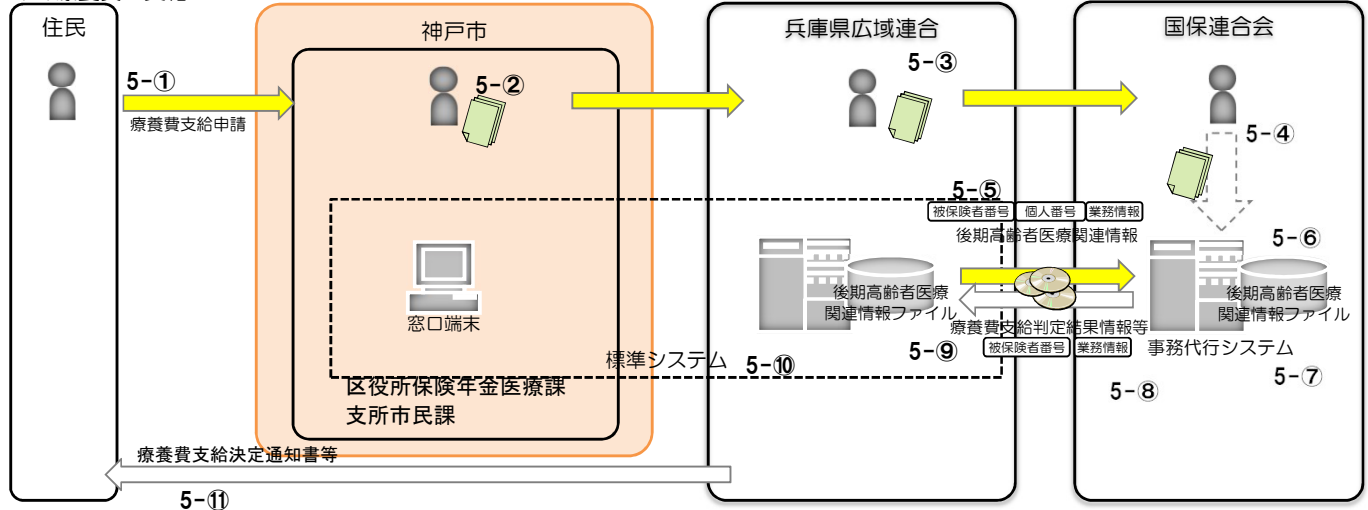 住民
神戸市
兵庫県広域連合
国保連合会
5-①
療養費支給申請
5-②
5-③
5-④
5-⑤
被保険者番号 個人番号 業務情報
後期高齢者医療関連情報
5-⑥
窓口端末
後期高齢者医療
関連情報ファイル
後期高齢者医療
関連情報ファイル
療養費支給判定結果情報等
被保険者番号 業務情報
事務代行システム
標準システム
5-⑩
5-⑨
5-⑧
5-⑦
区役所保険年金医療課
支所市民課
療養費支給決定通知書等
5-⑪